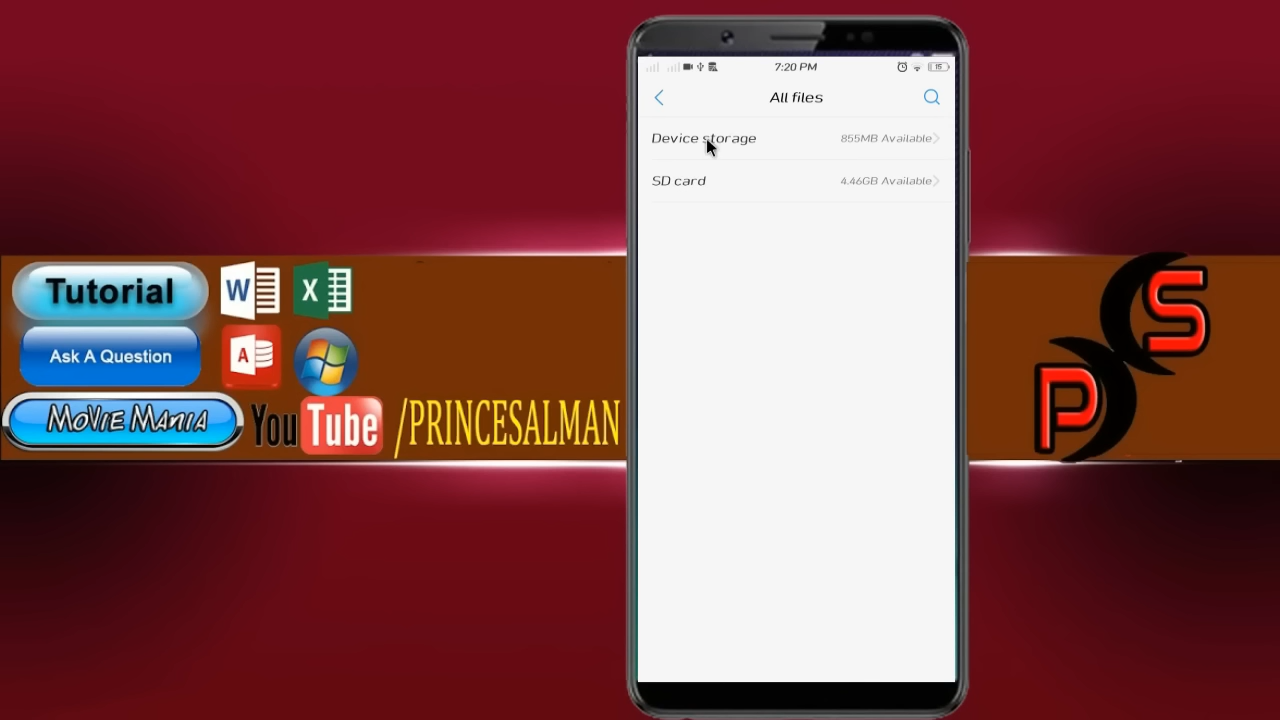 Tutorial
W
X
Ask A Question
A
MOVIE MANIA
YouTube /PRINCESALMAN
7:20 PM
15
All files
Device storage 855MB Available
SD card 4.46GB Available
S
P